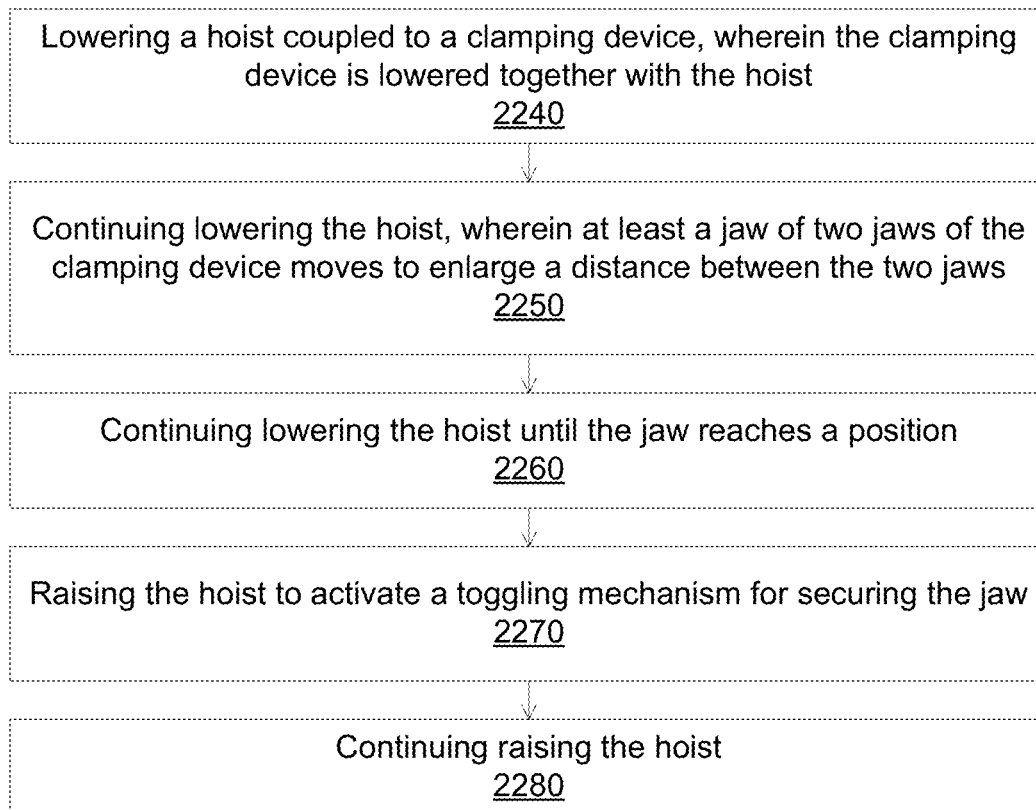 Lowering a hoist coupled to a clamping device, wherein the clamping
device is lowered together with the hoist
2240
Continuing lowering the hoist, wherein at least a jaw of two jaws of the
clamping device moves to enlarge a distance between the two jaws
2250
Continuing lowering the hoist until the jaw reaches a position
2260
Raising the hoist to activate a toggling mechanism for securing the jaw
2270
Continuing raising the hoist
2280